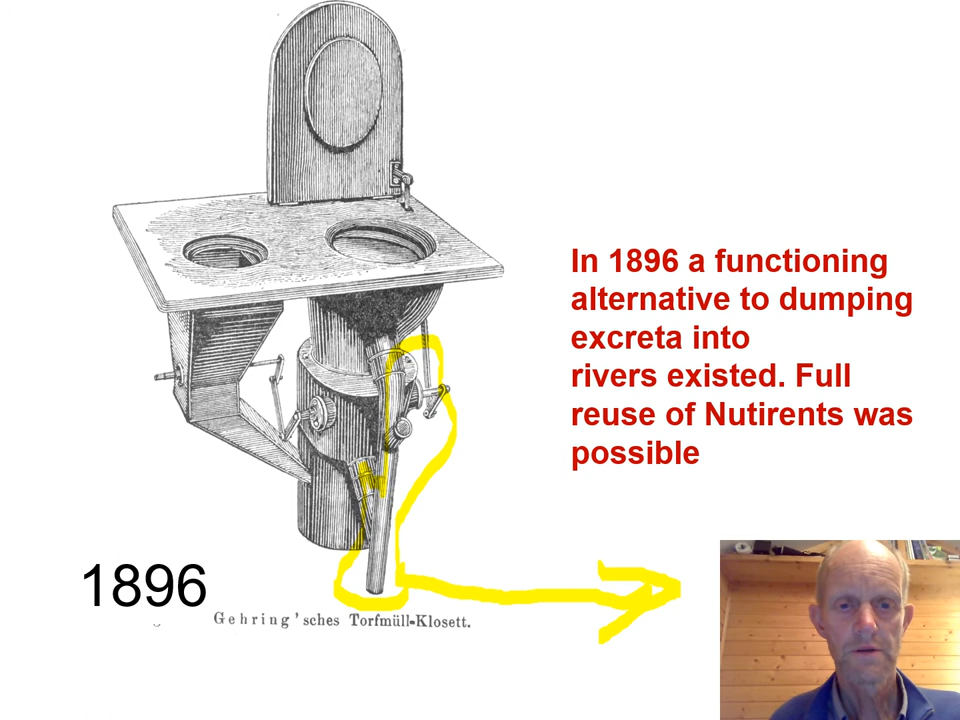 In 1896 a functioning
alternative to dumping
excreta into
rivers existed. Full
reuse of Nutirents was
possible
1896
Gehring'sches Torfmüll-Klosett.